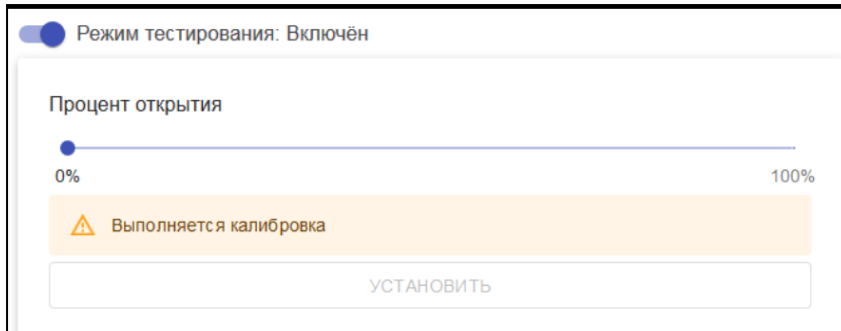 Режим тестирования: Включён
Процент открытия
0% 100%
Выполняется калибровка
УСТАНОВИТЬ